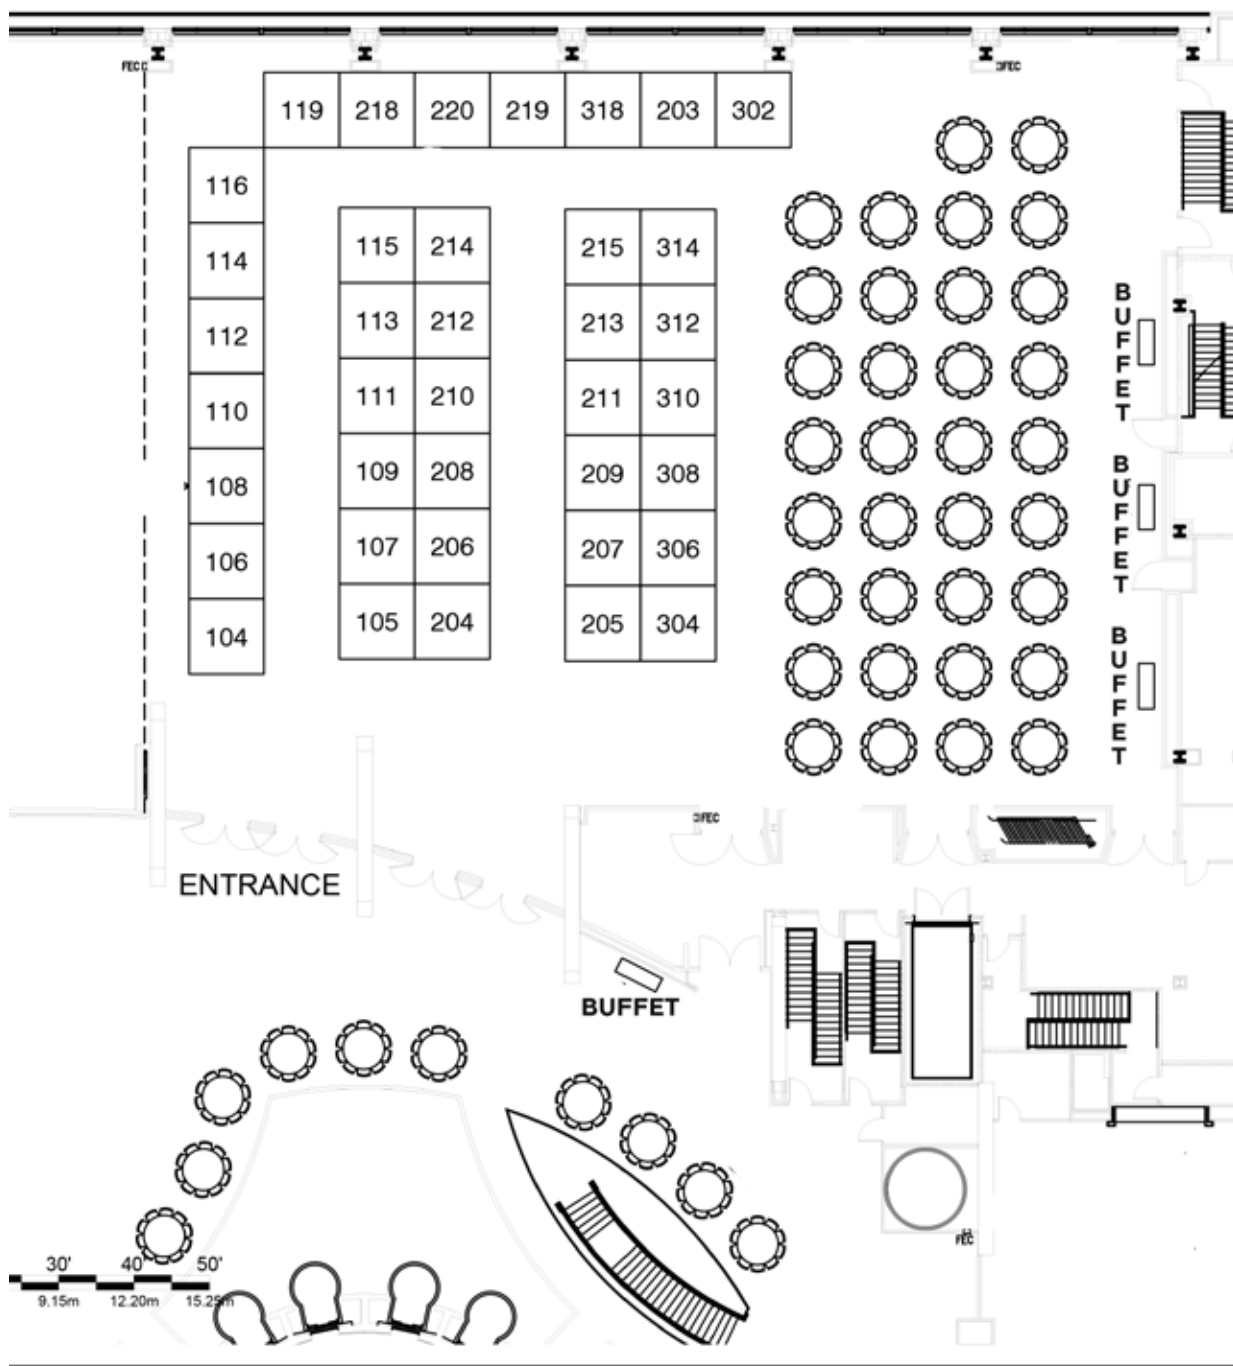 FEC
FEC
119 218 220 219 318 203 302
116
115 214 215 314
114
113 212 213 312
112
111 210 211 310
110
109 208 209 308
108
107 206 207 306
106
105 204 205 304
104
BUFFET
BUFFET
BUFFET
FEC
ENTRANCE
BUFFET
FEC
30' 40' 50'
9.15m 12.20m 15.25m